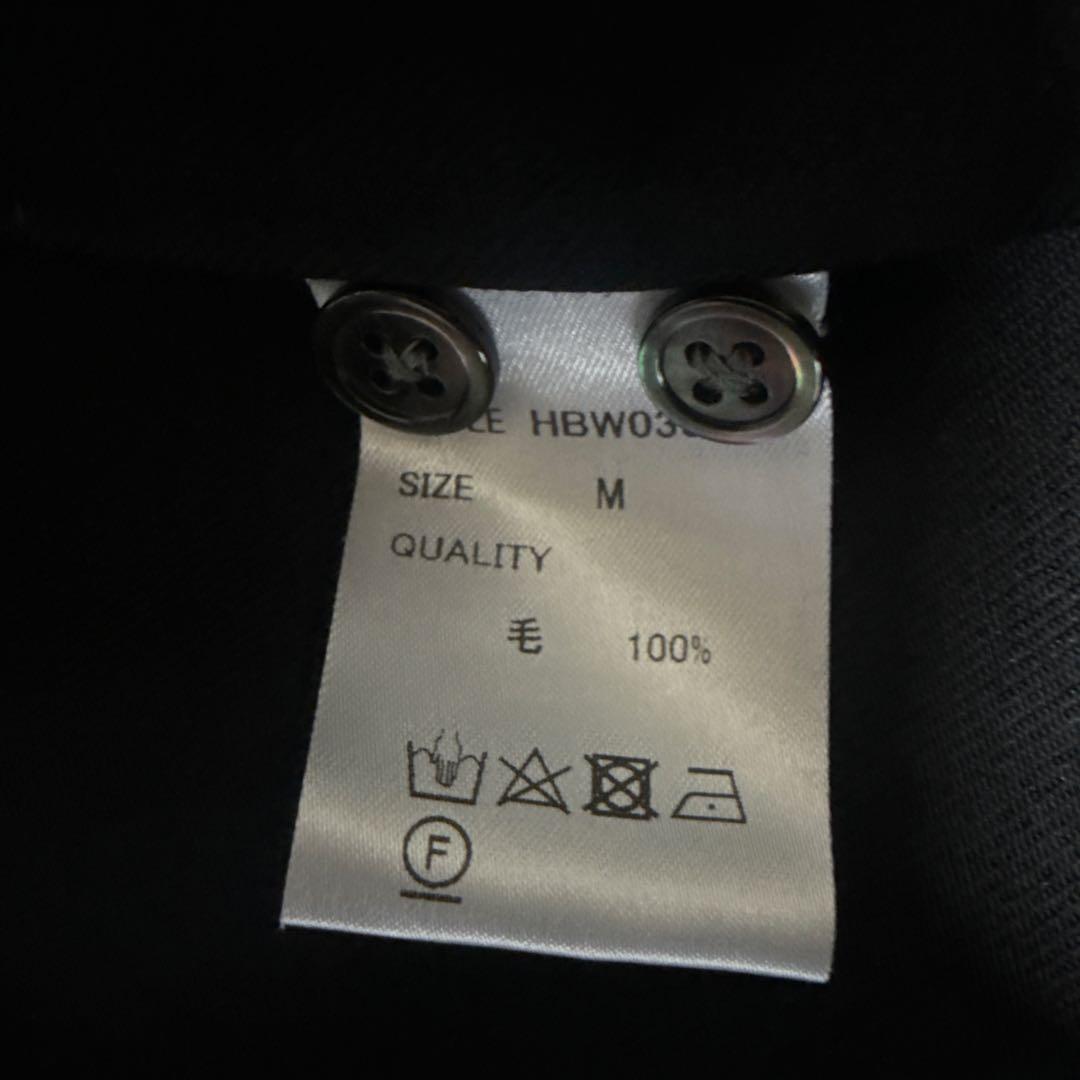 HBW03
SIZE M
QUALITY
毛 100%
F